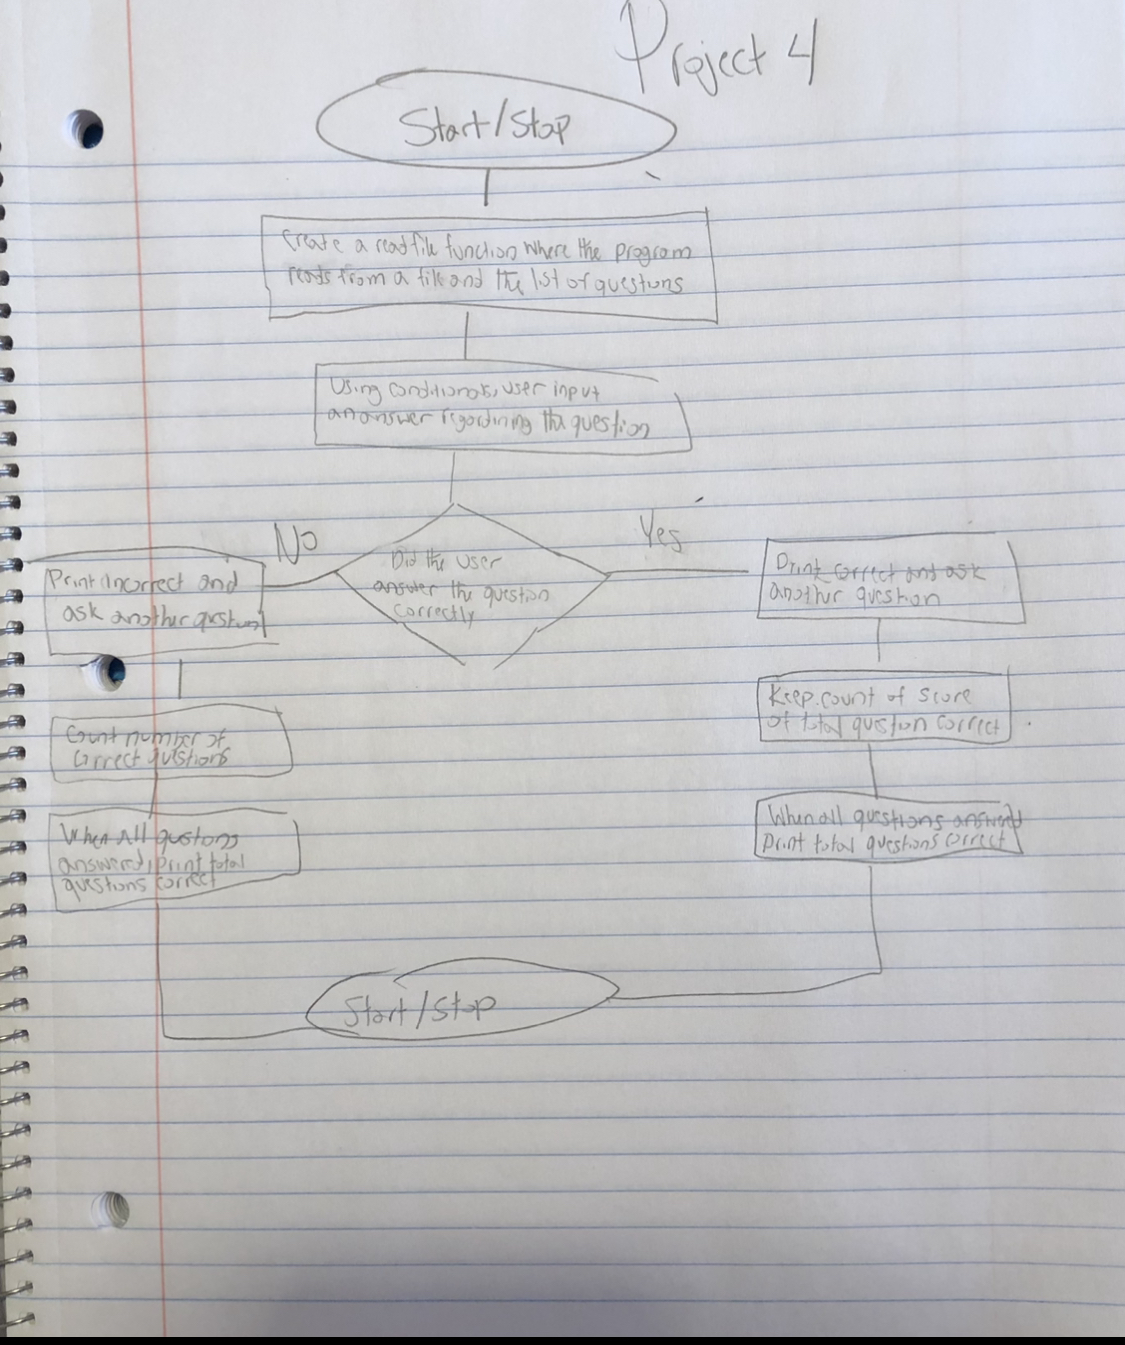 Project 4
Start/Stop
Create a readfile function where the program
reads from a file and the list of questions
Using conditionals, user input
an answer regardining the question
No
Yes
Did the user
answer the question
correctly
Print Incorrect and
ask another question
Print correct and ask
another question
Count number of
correct questions
Keep count of score
of total question correct
When All questions
answered, print total
questions correct
When all questions answered
print total questions correct
Start/Stop